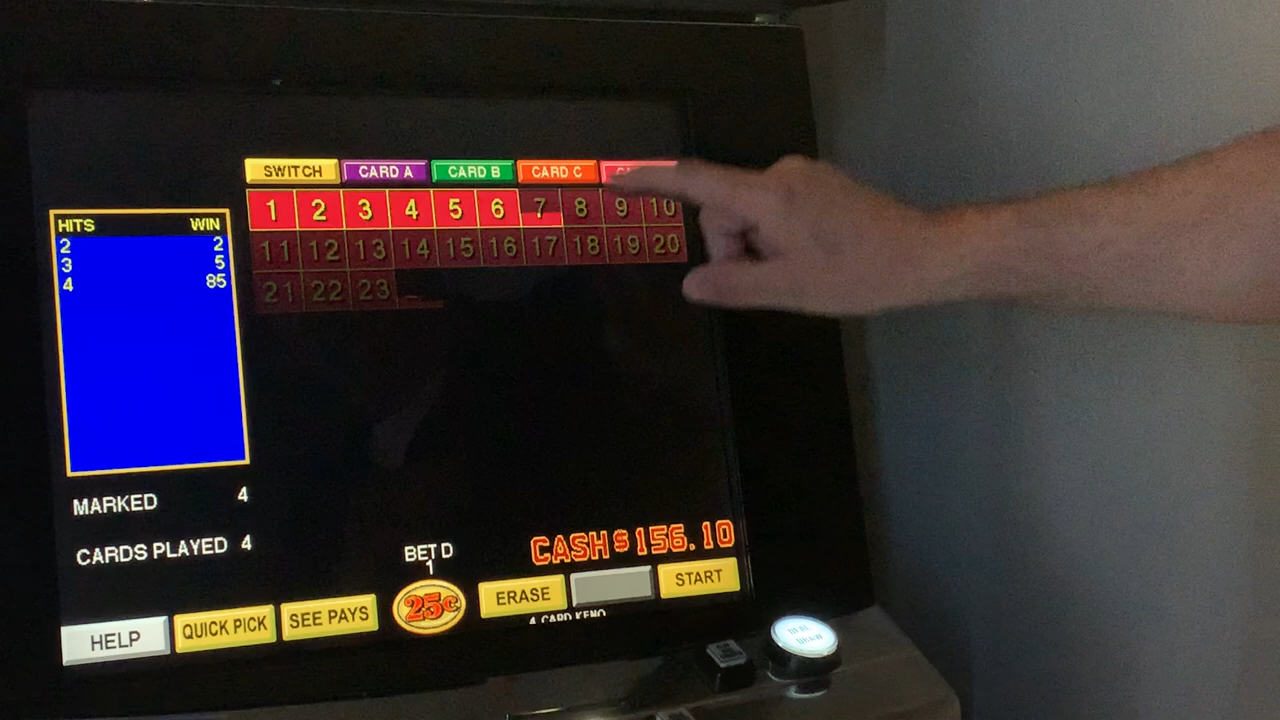 SWITCH CARD A CARD B CARD C
1 2 3 4 5 6 7 8 9 10
11 12 13 14 15 16 17 18 19 20
21 22 23
HITS WIN
2 2
3 5
4 85
MARKED 4
CARDS PLAYED 4
BET D
1
CASH $156.10
HELP QUICK PICK SEE PAYS 25¢ ERASE START
4 CARD KENO
DEAL
DRAW